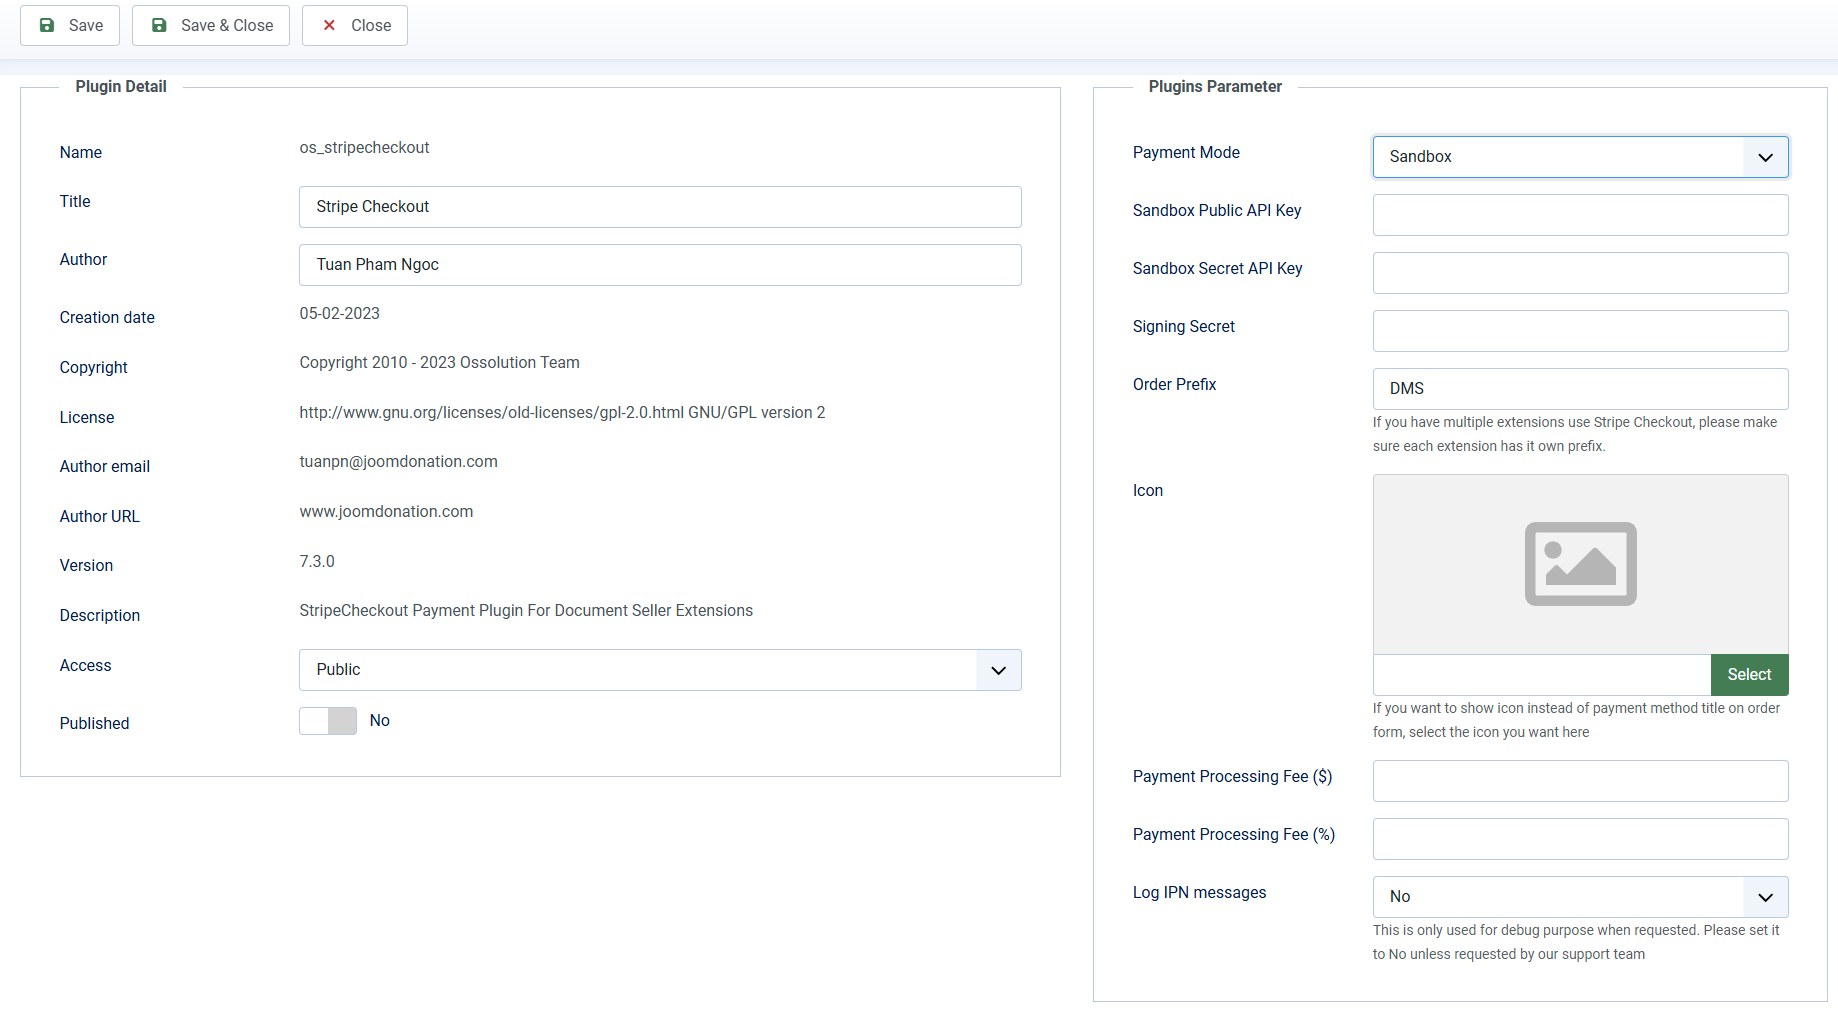 Save
Save & Close
Close
Plugin Detail
Name
os_stripecheckout
Title
Stripe Checkout
Author
Tuan Pham Ngoc
Creation date
05-02-2023
Copyright
Copyright 2010 - 2023 Ossolution Team
License
http://www.gnu.org/licenses/old-licenses/gpl-2.0.html GNU/GPL version 2
Author email
tuanpn@joomdonation.com
Author URL
www.joomdonation.com
Version
7.3.0
Description
StripeCheckout Payment Plugin For Document Seller Extensions
Access
Public
Published
No
Plugins Parameter
Payment Mode
Sandbox
Sandbox Public API Key
Sandbox Secret API Key
Signing Secret
Order Prefix
DMS
If you have multiple extensions use Stripe Checkout, please make
sure each extension has it own prefix.
Icon
Select
If you want to show icon instead of payment method title on order
form, select the icon you want here
Payment Processing Fee ($)
Payment Processing Fee (%)
Log IPN messages
No
This is only used for debug purpose when requested. Please set it
to No unless requested by our support team